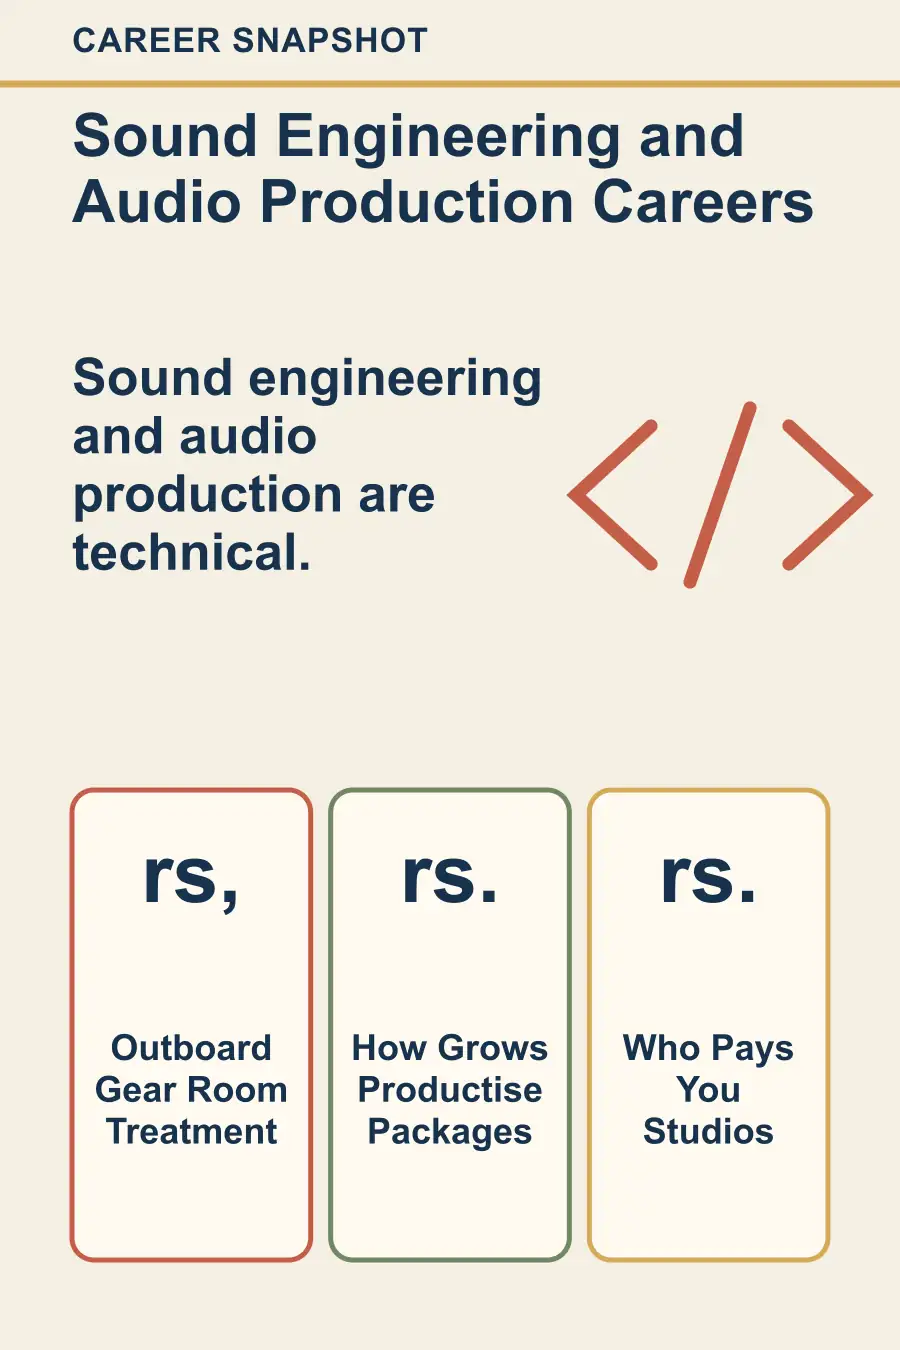 CAREER SNAPSHOT
Sound Engineering and
Audio Production Careers
Sound engineering
and audio
production are
technical.
rs,
Outboard
Gear Room
Treatment
rs.
How Grows
Productise
Packages
rs.
Who Pays
You
Studios